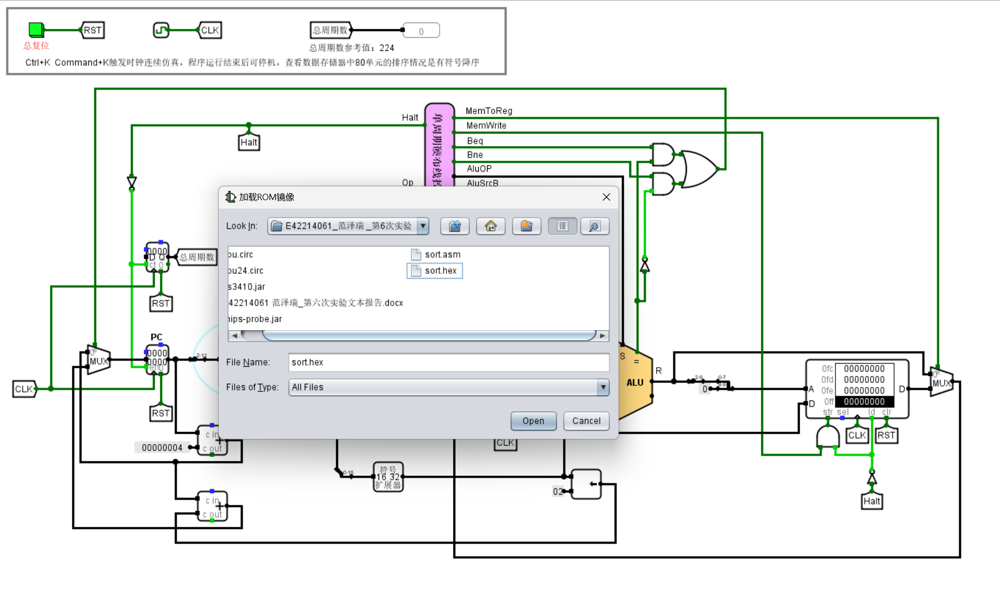 RST
CLK
总周期数
0
总复位
总周期数参考值：224
Ctrl+K Command+K触发时钟连续仿真，程序运行结束后可停机，查看数据存储器中80单元的排序情况是有符号降序
MemToReg
Halt
MemWrite
单周期硬布线控
Halt
Beq
Bne
AluOP
Op
AluSrcB
加载ROM镜像
Look In:
E42214061_范泽瑞 _第6次实验
pu.circ
sort.asm
pu24.circ
sort.hex
s3410.jar
42214061 范泽瑞_第六次实验文本报告.docx
nips-probe.jar
File Name:
sort.hex
Files of Type:
All Files
Open
Cancel
0000
D Q
ct 0
总周期数
RST
PC
0
MUX
0000
0000
en0
2-11
CLK
RST
c in
+
c out
00000004
S
=
R
ALU
2-9
0-7
0
8-9
0fc 00000000
0fd 00000000
0fe 00000000
0ff 00000000
A
D
D
str sel ld clr
0
MUX
CLK
RST
CLK
0-15
符号
16 32
扩展器
02
Halt
c in
+
c out